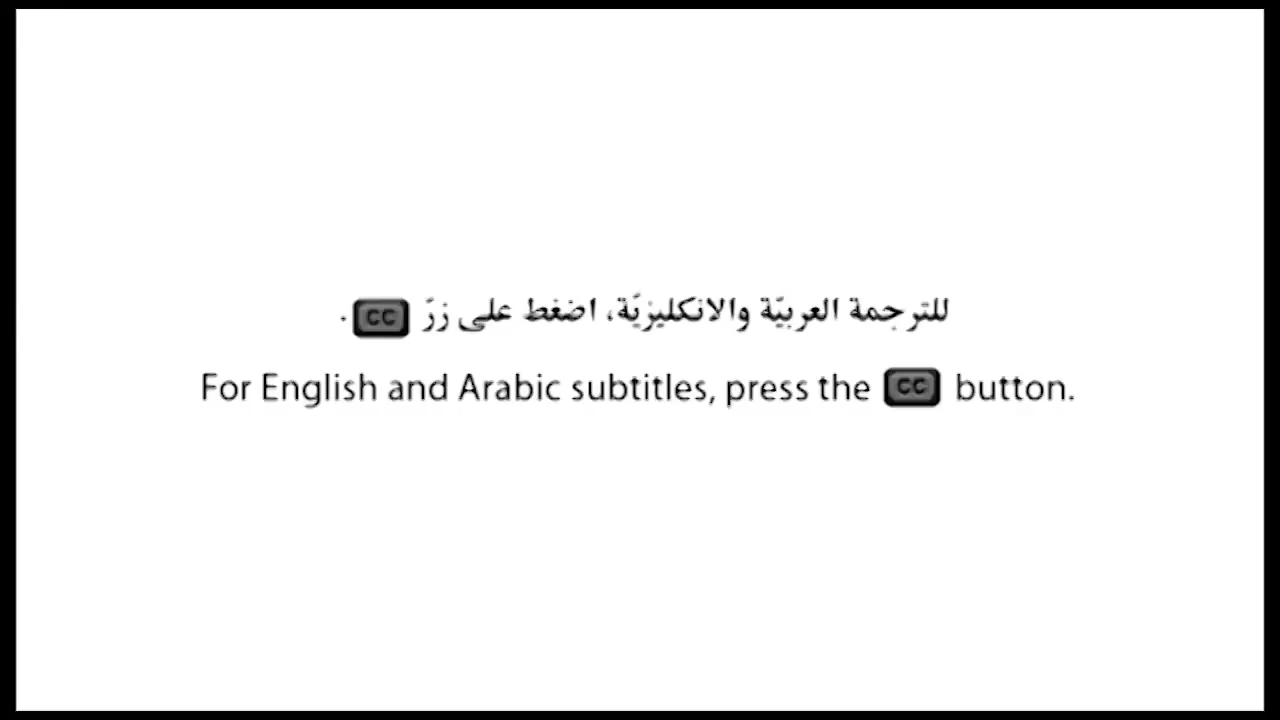 للترجمة العربيّة والانكليزيّة، اضغط على زرّ CC .
For English and Arabic subtitles, press the CC button.